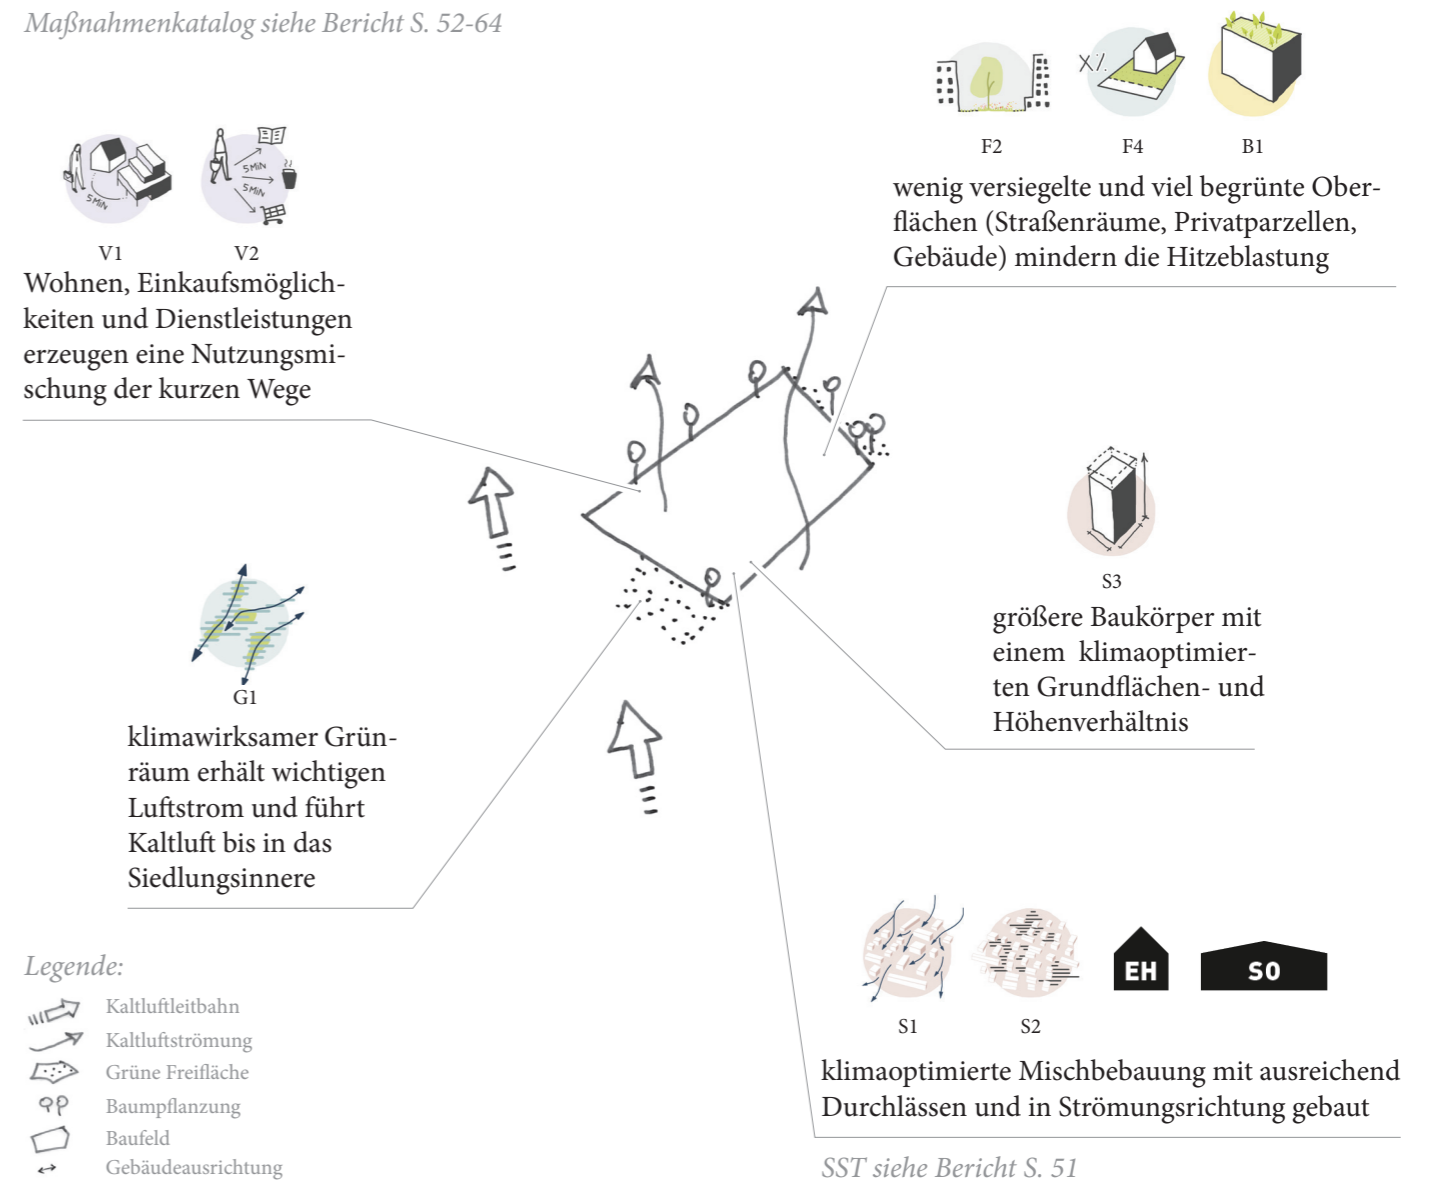 Maßnahmenkatalog siehe Bericht S. 52-64
X%
F2
F4
B1
wenig versiegelte und viel begrünte Ober-
flächen (Straßenräume, Privatparzellen,
Gebäude) mindern die Hitzeblastung
5 MIN
5 MIN
5 MIN
V1
V2
Wohnen, Einkaufsmöglich-
keiten und Dienstleistungen
erzeugen eine Nutzungsmi-
schung der kurzen Wege
S3
größere Baukörper mit
einem klimaoptimier-
ten Grundflächen- und
Höhenverhältnis
G1
klimawirksamer Grün-
räum erhält wichtigen
Luftstrom und führt
Kaltluft bis in das
Siedlungsinnere
EH
SO
S1
S2
klimaoptimierte Mischbebauung mit ausreichend
Durchlässen und in Strömungsrichtung gebaut
SST siehe Bericht S. 51
Legende:
Kaltluftleitbahn
Kaltluftströmung
Grüne Freifläche
Baumpflanzung
Baufeld
Gebäudeausrichtung